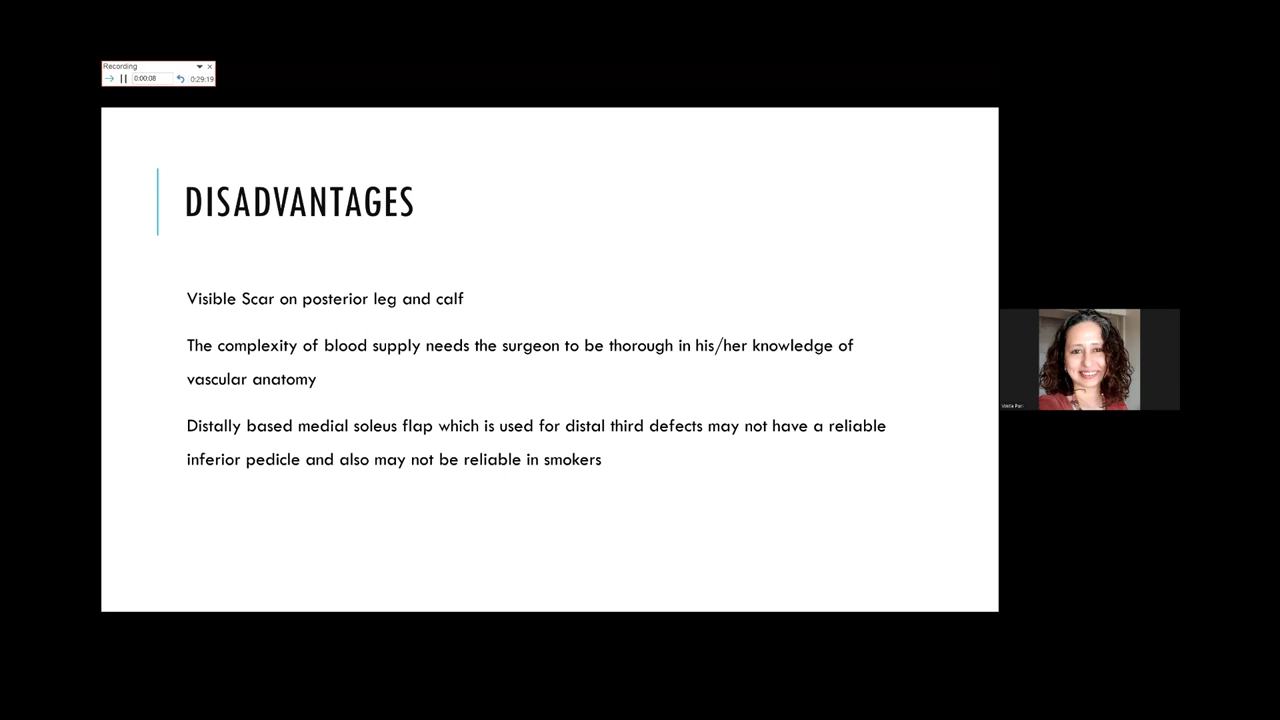 Recording
0:00:08
0:29:19
DISADVANTAGES
Visible Scar on posterior leg and calf
The complexity of blood supply needs the surgeon to be thorough in his/her knowledge of
vascular anatomy
Distally based medial soleus flap which is used for distal third defects may not have a reliable
inferior pedicle and also may not be reliable in smokers